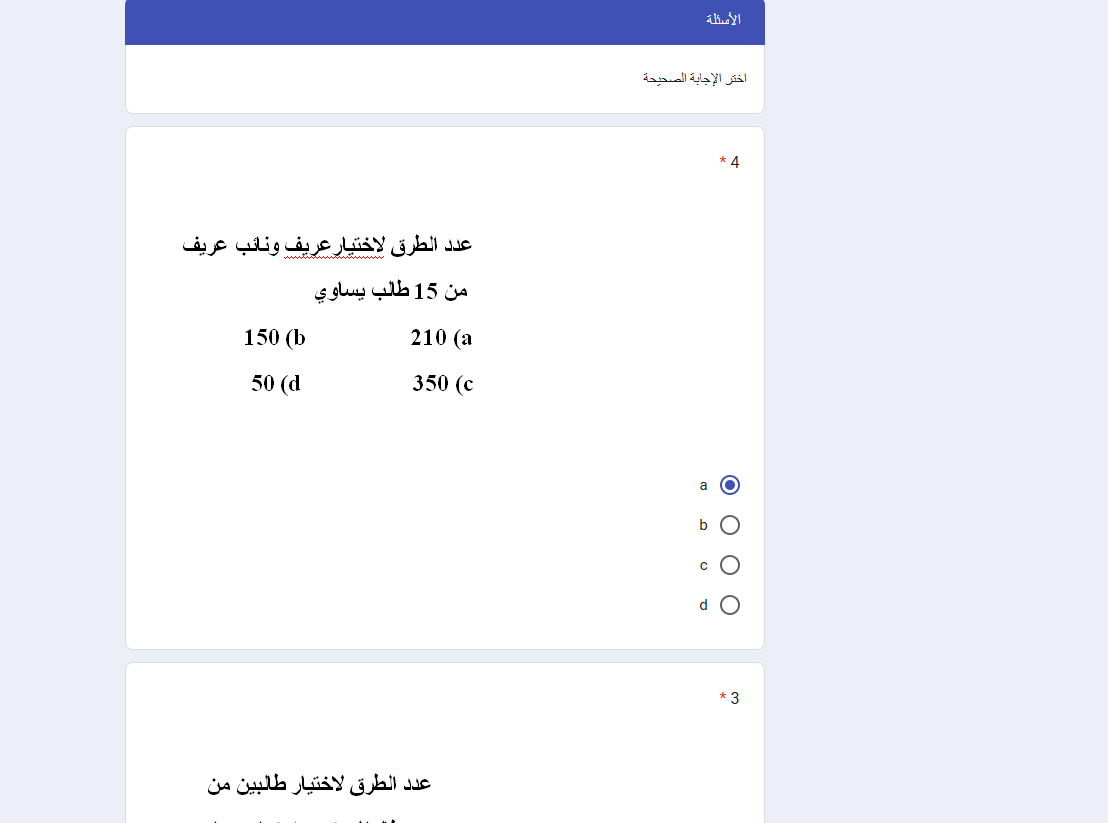 الأسئلة
اختر الإجابة الصحيحة
4 *
عدد الطرق لاختيارعريف ونائب عريف
من 15 طالب يساوي
210 (a 150 (b
350 (c 50 (d
a
b
c
d
3 *
عدد الطرق لاختيار طالبين من